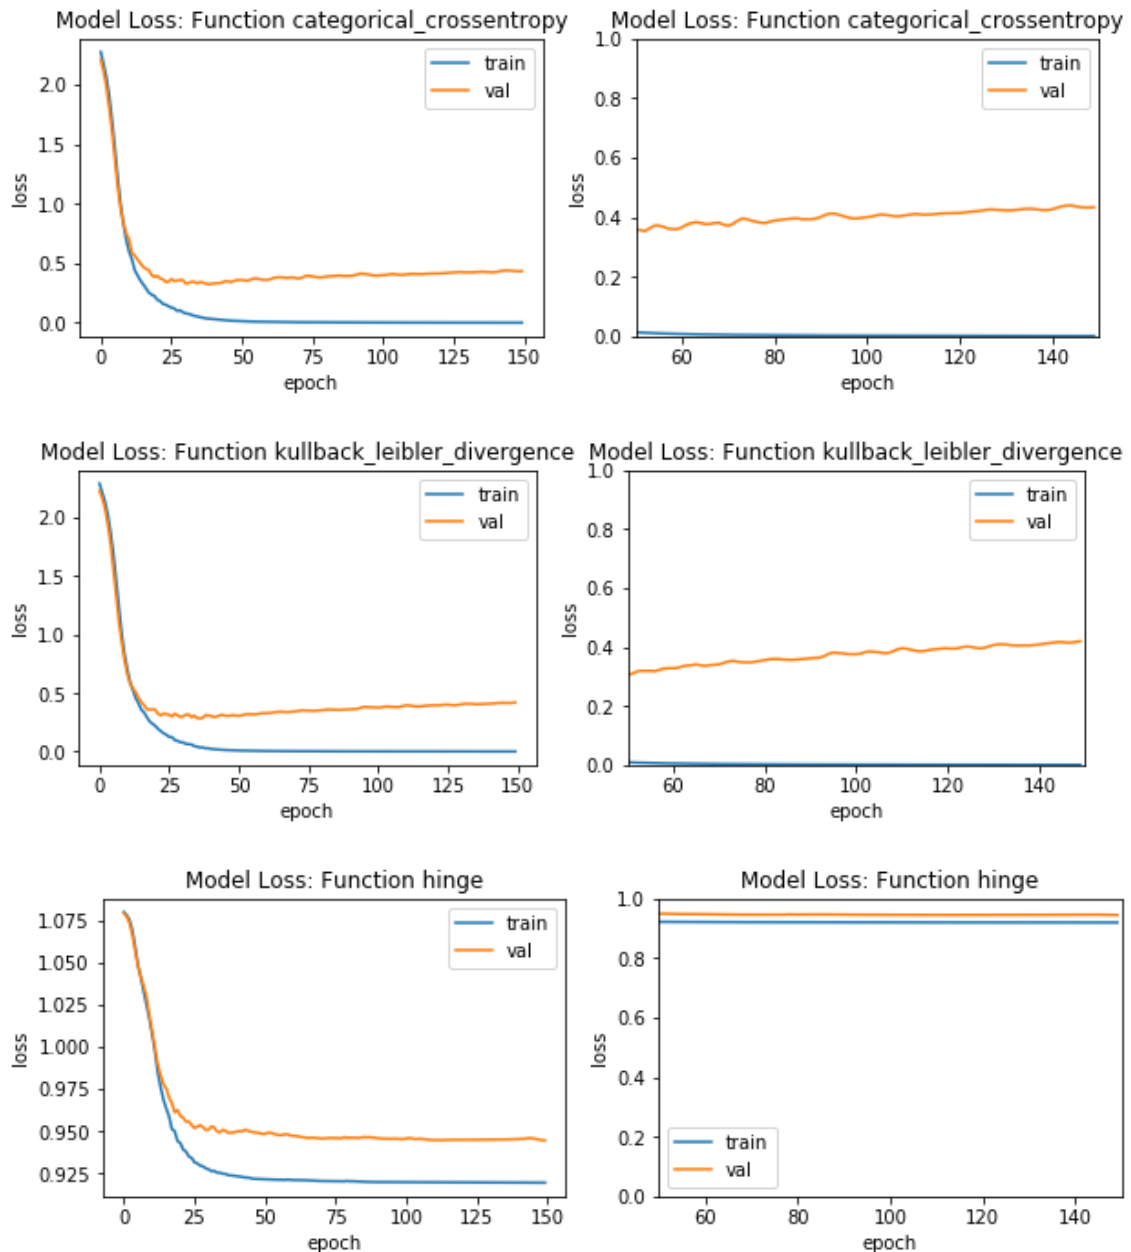 Model Loss: Function categorical_crossentropy
train
val
2.0
1.5
1.0
0.5
0.0
loss
0 25 50 75 100 125 150
epoch
Model Loss: Function categorical_crossentropy
train
val
1.0
0.8
0.6
0.4
0.2
0.0
loss
60 80 100 120 140
epoch
Model Loss: Function kullback_leibler_divergence
train
val
2.0
1.5
1.0
0.5
0.0
loss
0 25 50 75 100 125 150
epoch
Model Loss: Function kullback_leibler_divergence
train
val
1.0
0.8
0.6
0.4
0.2
0.0
loss
60 80 100 120 140
epoch
Model Loss: Function hinge
train
val
1.075
1.050
1.025
1.000
0.975
0.950
0.925
loss
0 25 50 75 100 125 150
epoch
Model Loss: Function hinge
1.0
0.8
0.6
0.4
0.2
0.0
loss
train
val
60 80 100 120 140
epoch